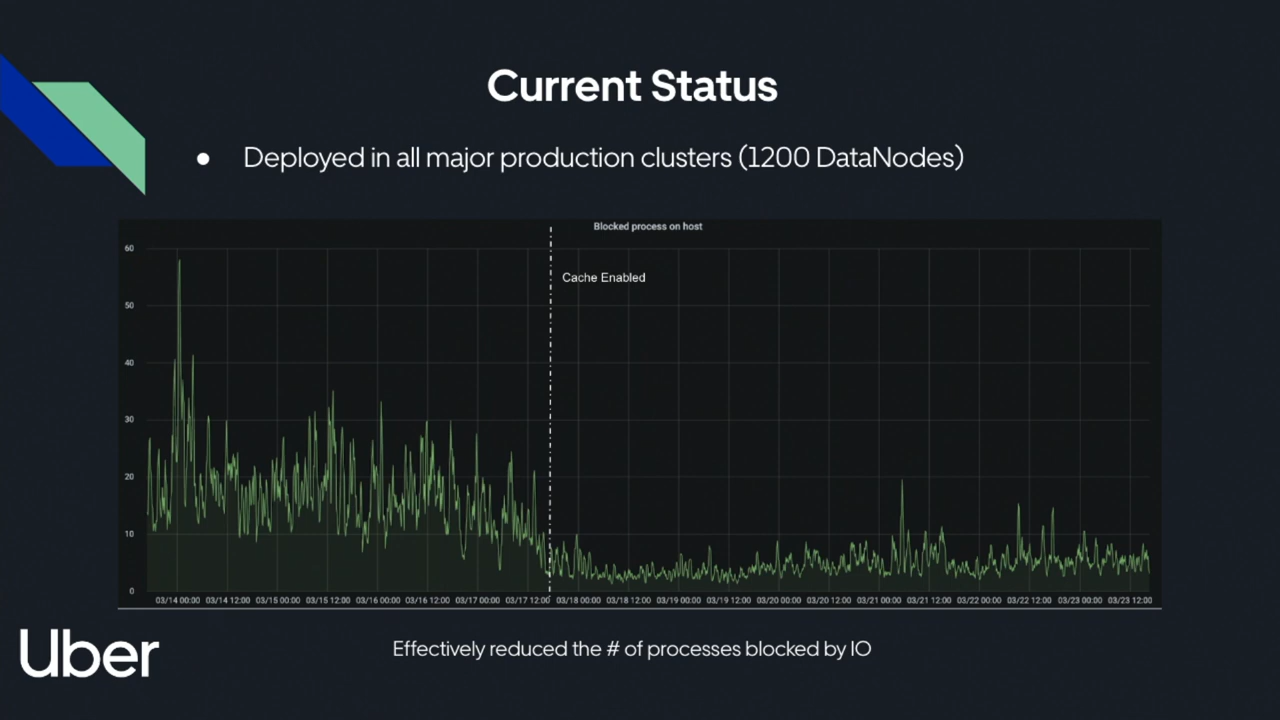 Current Status
● Deployed in all major production clusters (1200 DataNodes)
Blocked process on host
Cache Enabled
60
50
40
30
20
10
0
03/14 00:00 03/14 12:00 03/15 00:00 03/15 12:00 03/16 00:00 03/16 12:00 03/17 00:00 03/17 12:00 03/18 00:00 03/18 12:00 03/19 00:00 03/19 12:00 03/20 00:00 03/20 12:00 03/21 00:00 03/21 12:00 03/22 00:00 03/22 12:00 03/23 00:00 03/23 12:00
Effectively reduced the # of processes blocked by IO
Uber